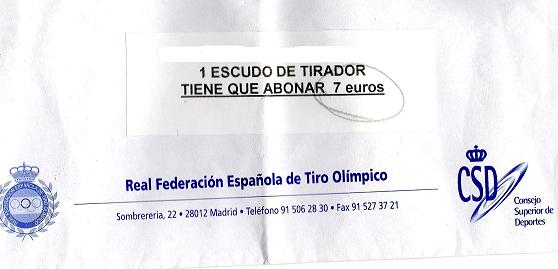 1 ESCUDO DE TIRADOR
TIENE QUE ABONAR 7 euros
Real Federación Española de Tiro Olímpico
Sombrereria, 22 • 28012 Madrid • Teléfono 91 506 28 30 • Fax 91 527 37 21
CSD
Consejo
Superior de
Deportes